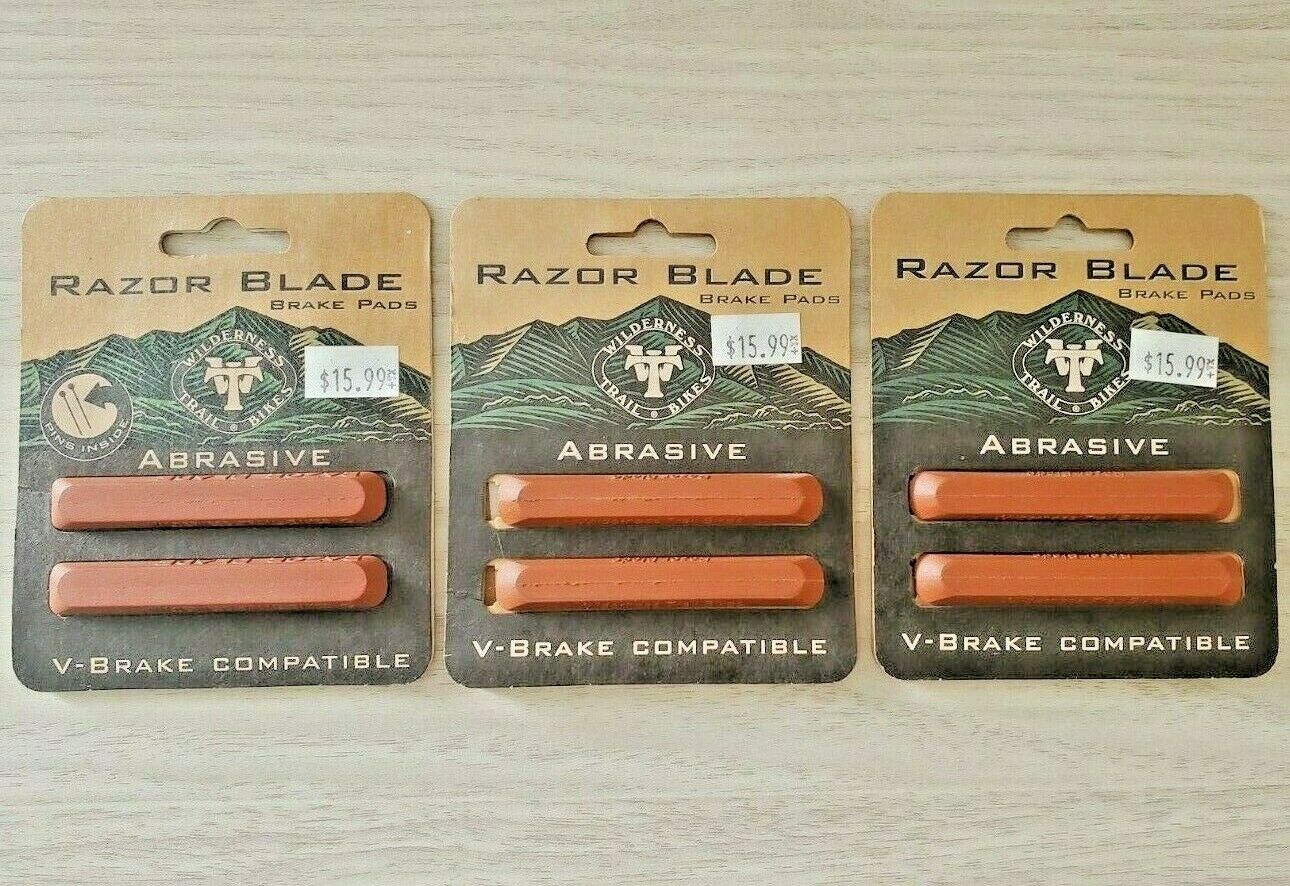 RAZOR BLADE
BRAKE PADS
WILDERNESS
TRAIL BIKES
$15.99
PINS INSIDE
ABRASIVE
V-BRAKE COMPATIBLE
RAZOR BLADE
BRAKE PADS
WILDERNESS
TRAIL BIKES
$15.99
ABRASIVE
V-BRAKE COMPATIBLE
RAZOR BLADE
BRAKE PADS
WILDERNESS
TRAIL BIKES
$15.99
ABRASIVE
V-BRAKE COMPATIBLE